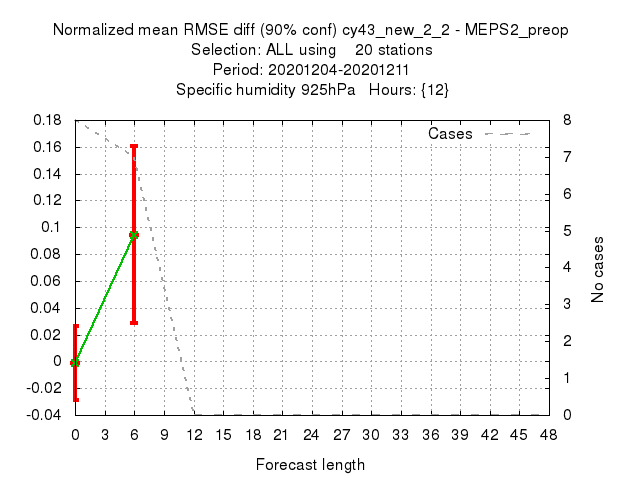 Normalized mean RMSE diff (90% conf) cy43_new_2_2 - MEPS2_preop
Selection: ALL using 20 stations
Period: 20201204-20201211
Specific humidity 925hPa Hours: {12}
Cases
0.18
0.16
0.14
0.12
0.1
0.08
0.06
0.04
0.02
0
-0.02
-0.04
8
7
6
5
4
3
2
1
0
No cases
0 3 6 9 12 15 18 21 24 27 30 33 36 39 42 45 48
Forecast length